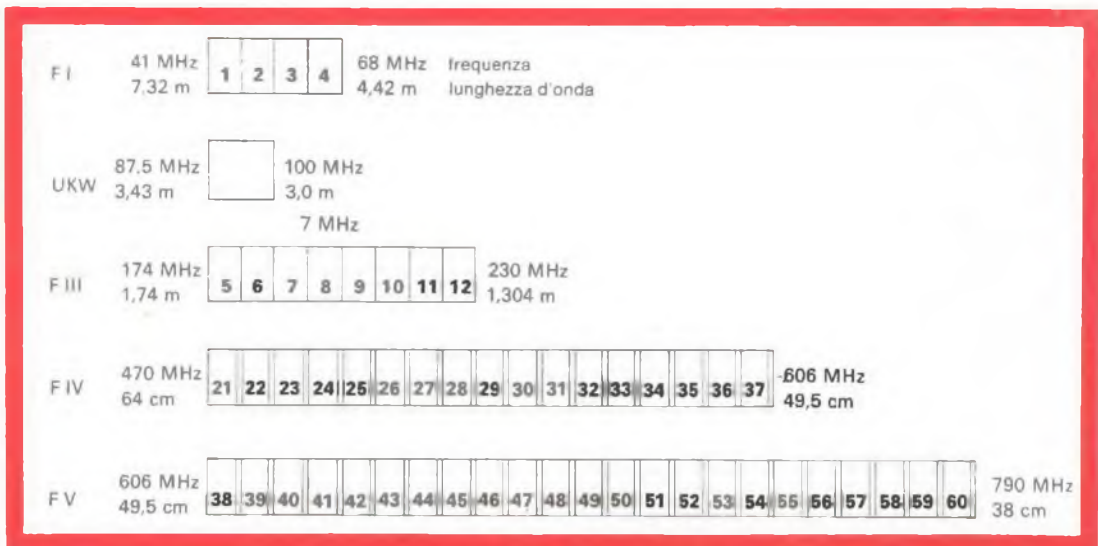 F I 41 MHz 1 2 3 4 68 MHz frequenza
7,32 m 4,42 m lunghezza d'onda
UKW 87.5 MHz 100 MHz
3,43 m 3,0 m
7 MHz
F III 174 MHz 5 6 7 8 9 10 11 12 230 MHz
1,74 m 1,304 m
F IV 470 MHz 21 22 23 24 25 26 27 28 29 30 31 32 33 34 35 36 37 606 MHz
64 cm 49,5 cm
F V 606 MHz 38 39 40 41 42 43 44 45 46 47 48 49 50 51 52 53 54 55 56 57 58 59 60 790 MHz
49,5 cm 38 cm